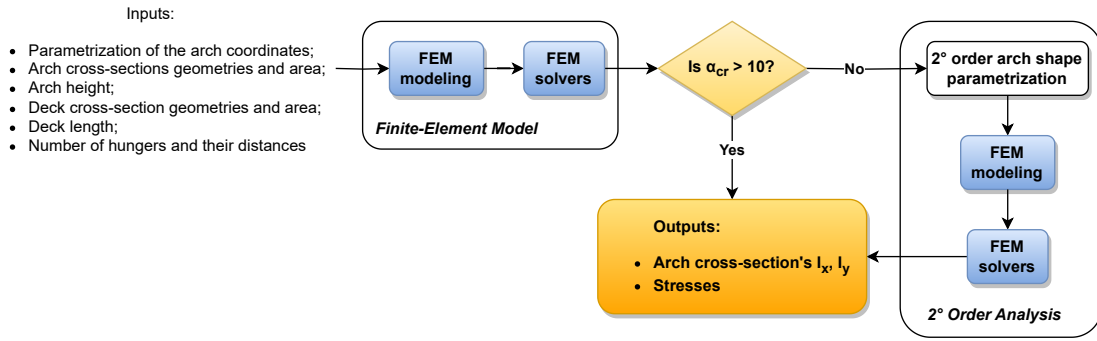 Inputs:
• Parametrization of the arch coordinates;
• Arch cross-sections geometries and area;
• Arch height;
• Deck cross-section geometries and area;
• Deck length;
• Number of hungers and their distances
FEM
modeling
FEM
solvers
Finite-Element Model
Is αcr > 10?
No
Yes
2° order arch shape
parametrization
FEM
modeling
FEM
solvers
2° Order Analysis
Outputs:
• Arch cross-section's Ix, Iy
• Stresses